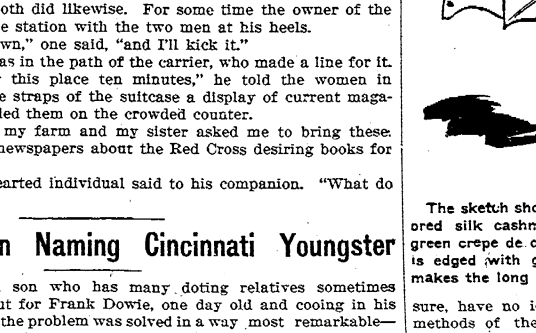 oth did likewise. For some time the owner of the
e station with the two men at his heels.
wn," one said, "and I'll kick it."
as in the path of the carrier, who made a line for it.
this place ten minutes," he told the women in
e straps of the suitcase a display of current maga-
led them on the crowded counter.
my farm and my sister asked me to bring these.
newspapers about the Red Cross desiring books for
earted individual said to his companion. "What do
n Naming Cincinnati Youngster
son who has many doting relatives sometimes
ut for Frank Dowie, one day old and cooing in his
the problem was solved in a way most remarkable—
The sketch sho
ored silk cashm
green crepe de c
is edged with g
makes the long
sure, have no i
methods of the